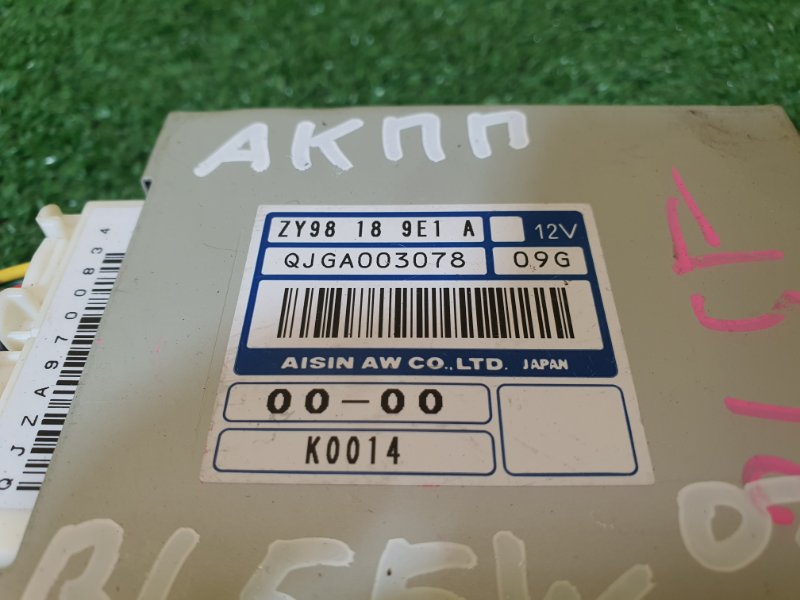 АКПП
ZY98 18 9E1 A
12V
QJGA003078 09G
AISIN AW CO.,LTD. JAPAN
00-00
K0014
QJZA9700834